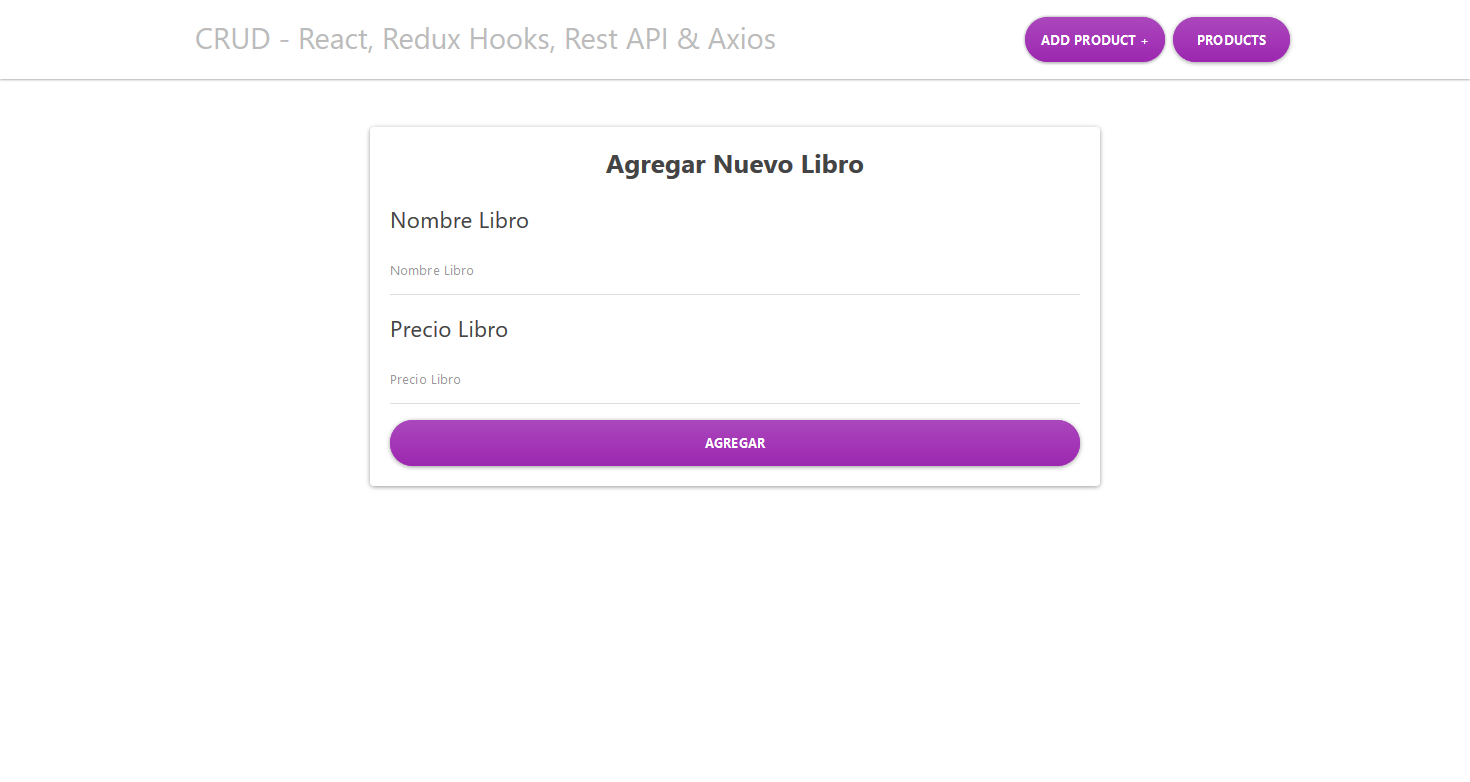 CRUD - React, Redux Hooks, Rest API & Axios
ADD PRODUCT +
PRODUCTS
Agregar Nuevo Libro
Nombre Libro
Nombre Libro
Precio Libro
Precio Libro
AGREGAR